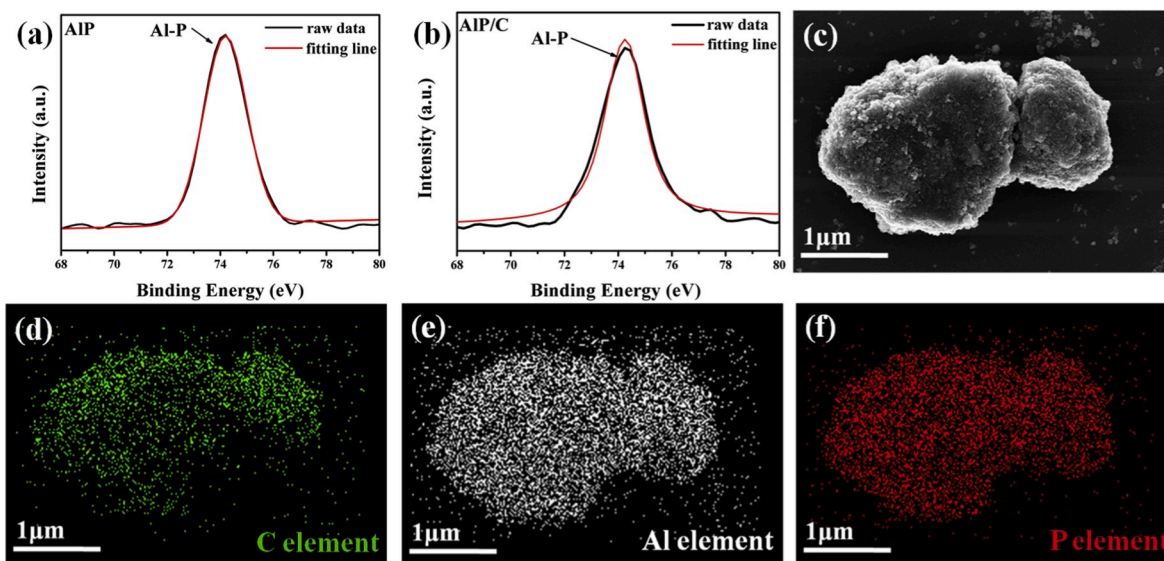 (a) AlP
Al-P
raw data
fitting line
Intensity (a.u.)
68 70 72 74 76 78 80
Binding Energy (eV)
(b) AlP/C
Al-P
raw data
fitting line
Intensity (a.u.)
68 70 72 74 76 78 80
Binding Energy (eV)
(c)
1μm
(d)
1μm
C element
(e)
1μm
Al element
(f)
1μm
P element